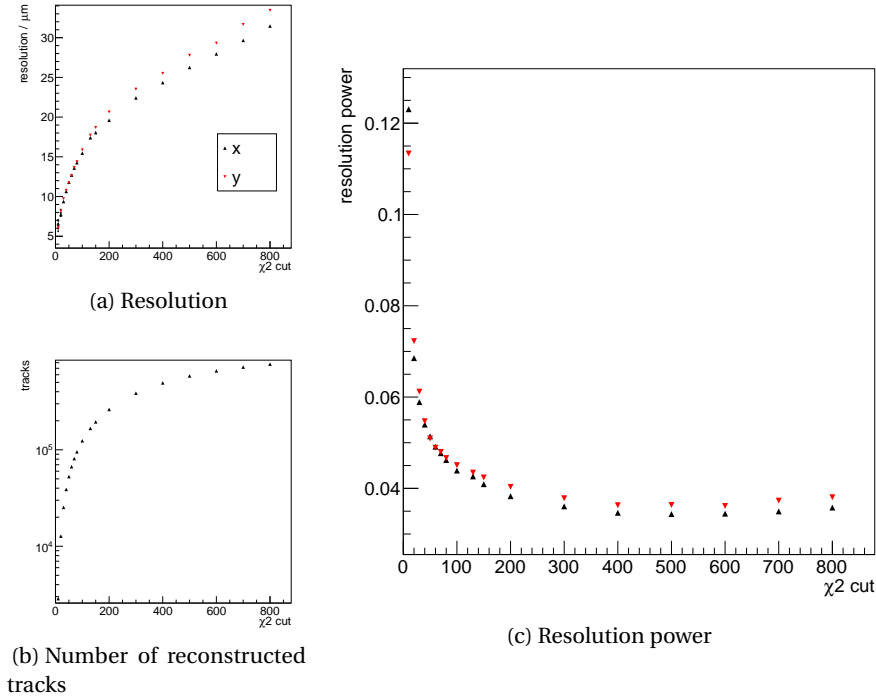 resolution / μm
30
25
20
15
10
5
x
y
0
200
400
600
800
χ2 cut
(a) Resolution
tracks
10⁵
10⁴
0
200
400
600
800
χ2 cut
(b) Number of reconstructed
tracks
resolution power
0.12
0.1
0.08
0.06
0.04
0
100
200
300
400
500
600
700
800
χ2 cut
(c) Resolution power